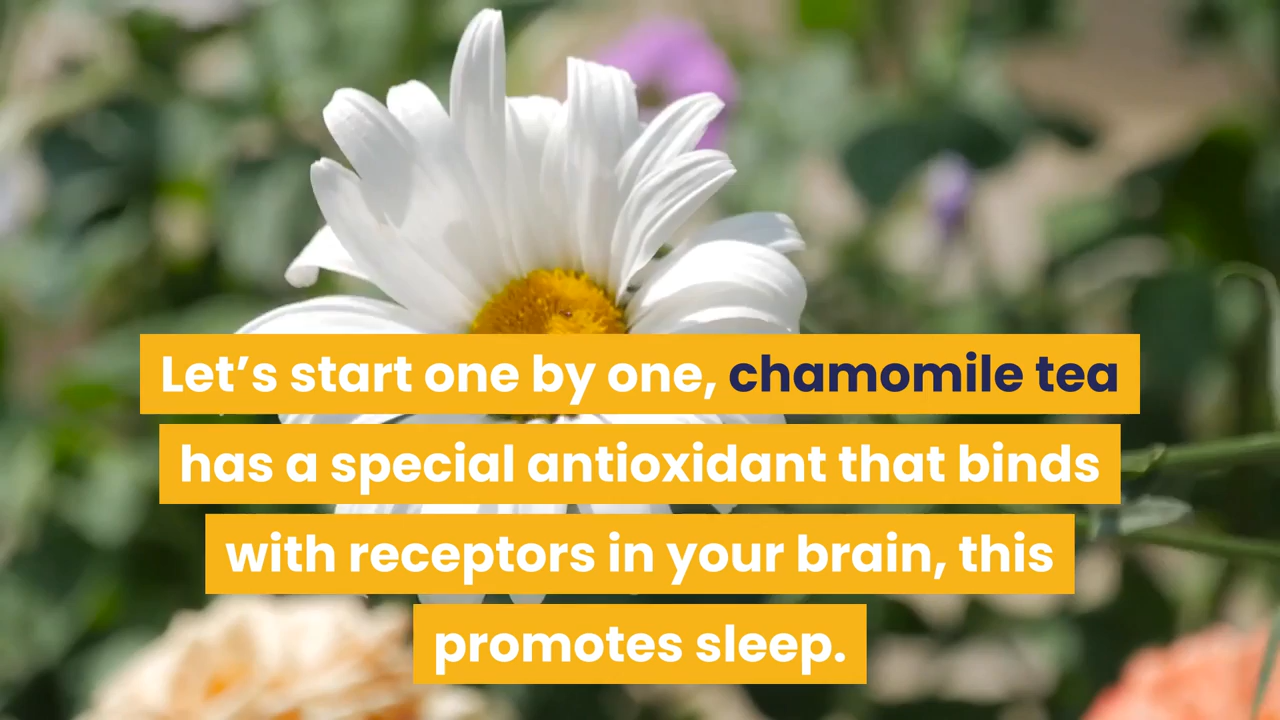 Let’s start one by one, chamomile tea
has a special antioxidant that binds
with receptors in your brain, this
promotes sleep.